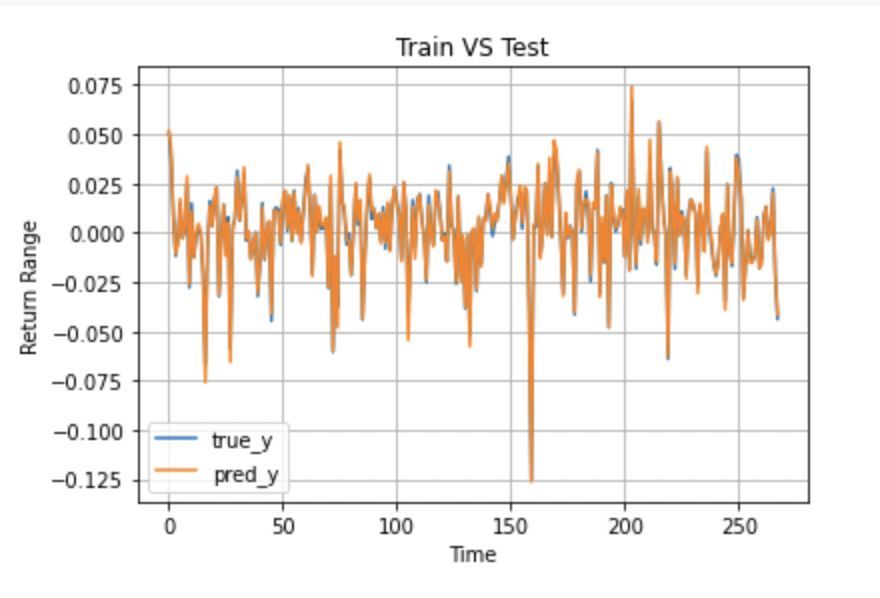 Train VS Test
Return Range
0.075
0.050
0.025
0.000
−0.025
−0.050
−0.075
−0.100
−0.125
true_y
pred_y
0 50 100 150 200 250
Time